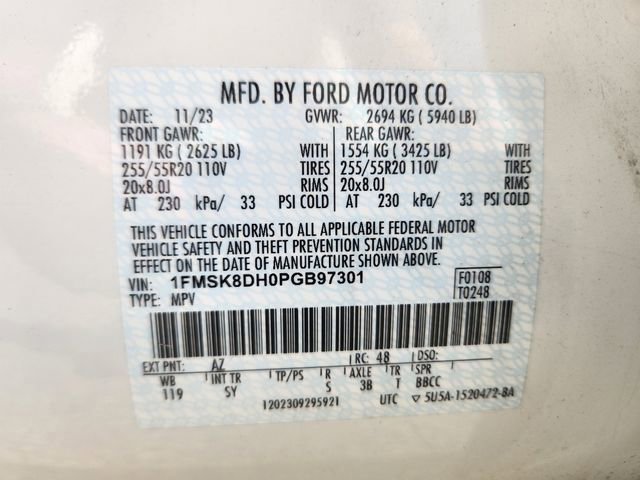 MFD. BY FORD MOTOR CO.
DATE: 11/23 GVWR: 2694 KG ( 5940 LB)
FRONT GAWR: REAR GAWR:
1191 KG ( 2625 LB) WITH 1554 KG ( 3425 LB) WITH
255/55R20 110V TIRES 255/55R20 110V TIRES
20x8.0J RIMS 20x8.0J RIMS
AT 230 kPa/ 33 PSI COLD AT 230 kPa/ 33 PSI COLD
THIS VEHICLE CONFORMS TO ALL APPLICABLE FEDERAL MOTOR
VEHICLE SAFETY AND THEFT PREVENTION STANDARDS IN
EFFECT ON THE DATE OF MANUFACTURE SHOWN ABOVE.
VIN: 1FMSK8DH0PGB97301 F0108
TYPE: MPV T0248
EXT PNT: AZ RC: 48 DSO:
WB INT TR TP/PS R AXLE TR SPR
119 SY S 3B T BBCC
1202309295921 UTC ▽ 5U5A-1520472-BA